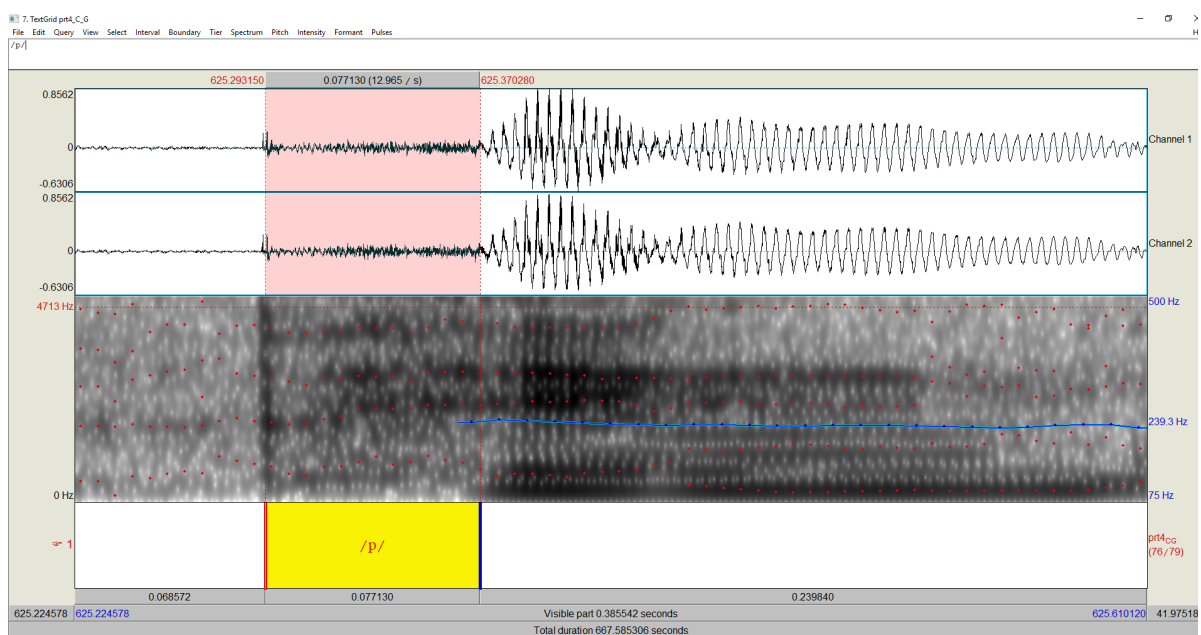 7. TextGrid prt4_C_G
File Edit Query View Select Interval Boundary Tier Spectrum Pitch Intensity Formant Pulses H
/p/
625.293150 0.077130 (12.965 / s) 625.370280
0.8562
0 Channel 1
-0.6306
0.8562
0 Channel 2
-0.6306
4713 Hz 500 Hz
239.3 Hz
0 Hz 75 Hz
1 /p/ prt4CG
(76/79)
0.068572 0.077130 0.239840
625.224578 625.224578 Visible part 0.385542 seconds 625.610120 41.97518
Total duration 667.585306 seconds